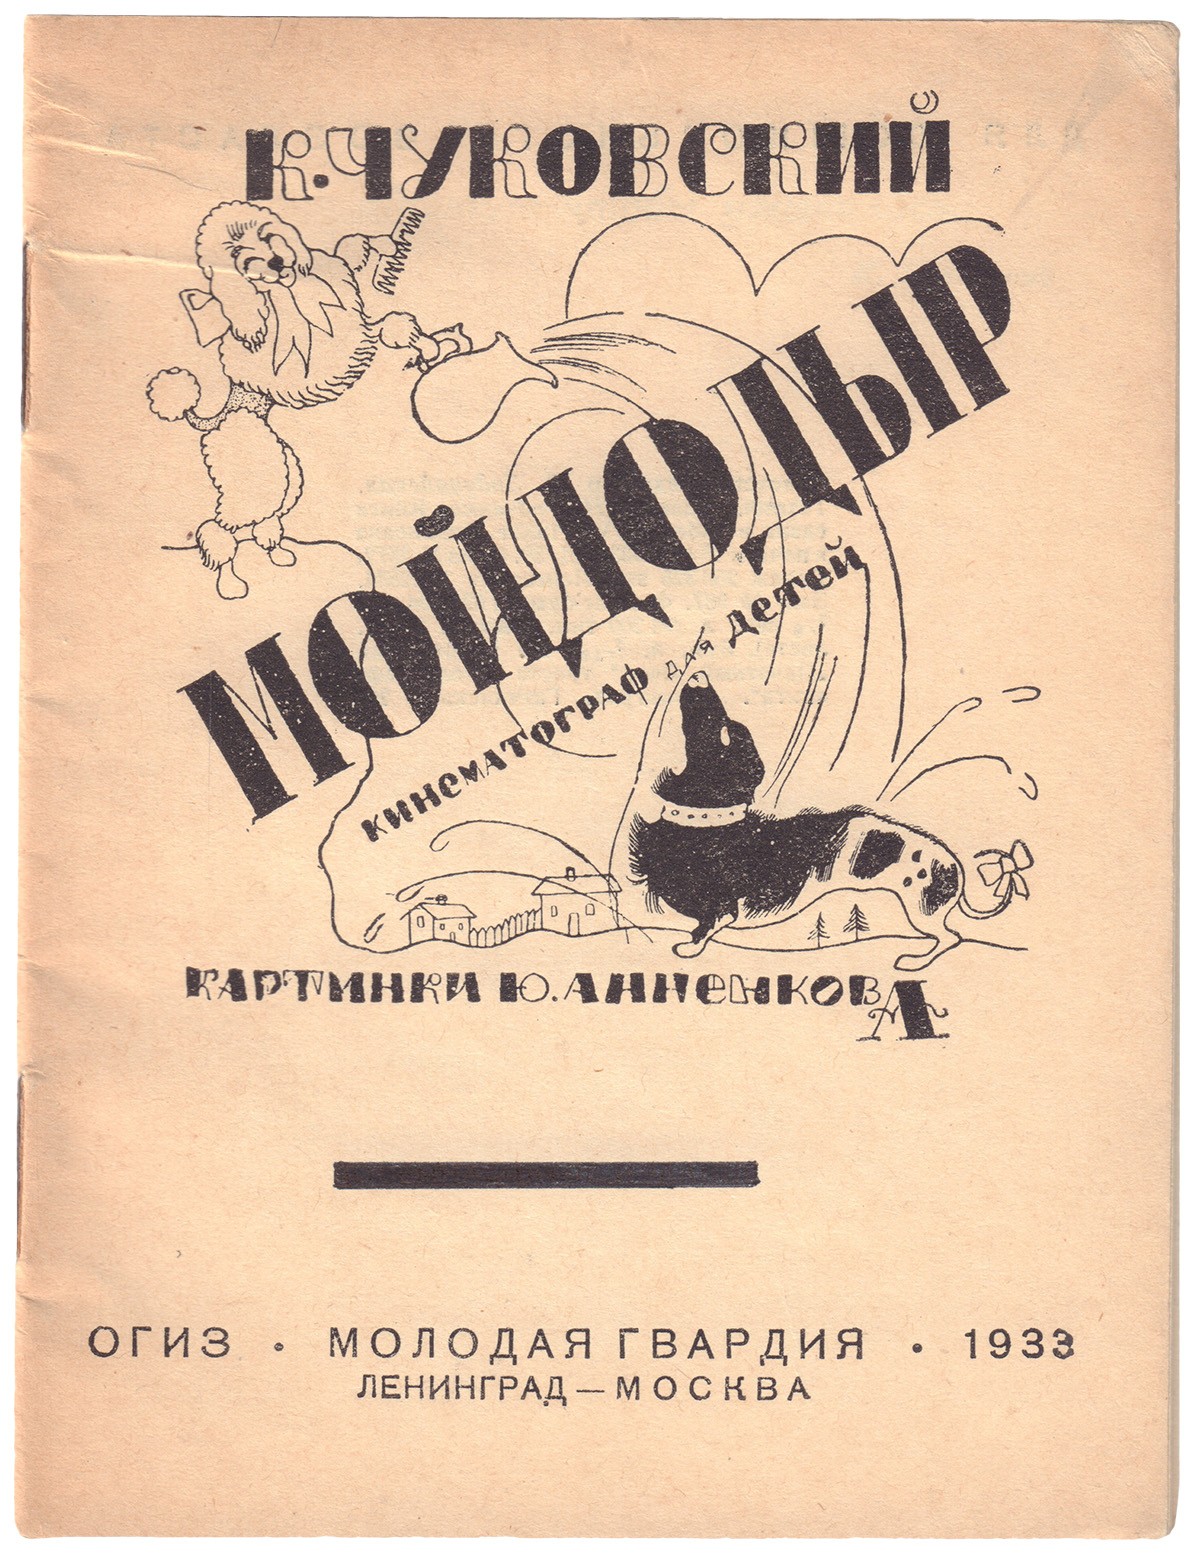 К. ЧУКОВСКИЙ
МОЙДОДЫР
КИНЕМАТОГРАФ ДЛЯ ДЕТЕЙ
КАРТИНКИ Ю. АННЕНКОВА
ОГИЗ • МОЛОДАЯ ГВАРДИЯ • 1933
ЛЕНИНГРАД — МОСКВА